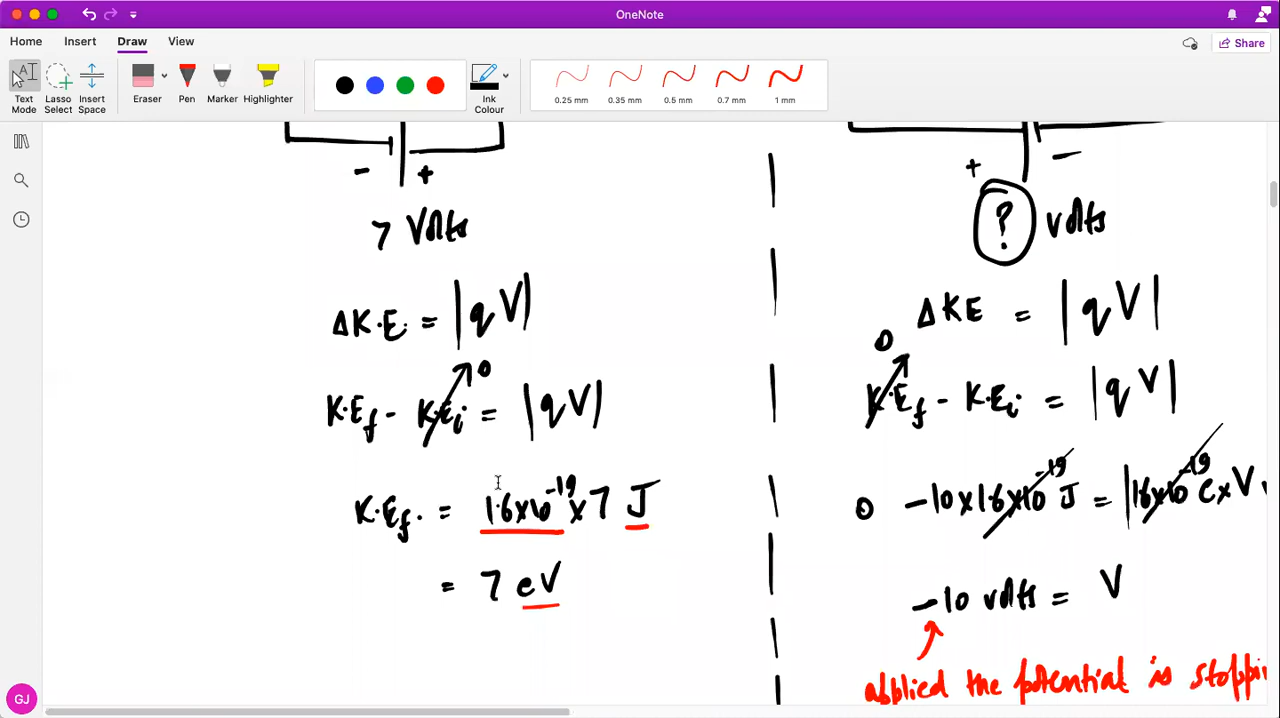 OneNote
Home Insert Draw View
Share
Text Mode
Lasso Select
Insert Space
Eraser
Pen
Marker
Highlighter
Ink Colour
0.25 mm
0.35 mm
0.5 mm
0.7 mm
1 mm
- +
7 Volts
ΔK.E. = |qV|
0
K.Ef - K.Ei = |qV|
K.Ef. = 1.6x10⁻¹⁹ x 7 J
= 7 eV
+ -
? volts
ΔKE = |qV|
0
K.Ef - K.Ei = |qV|
0 -10x1.6x10⁻¹⁹ J = |1.6x10⁻¹⁹ C x V
-10 volts = V
applied the potential is stoppi
GJ